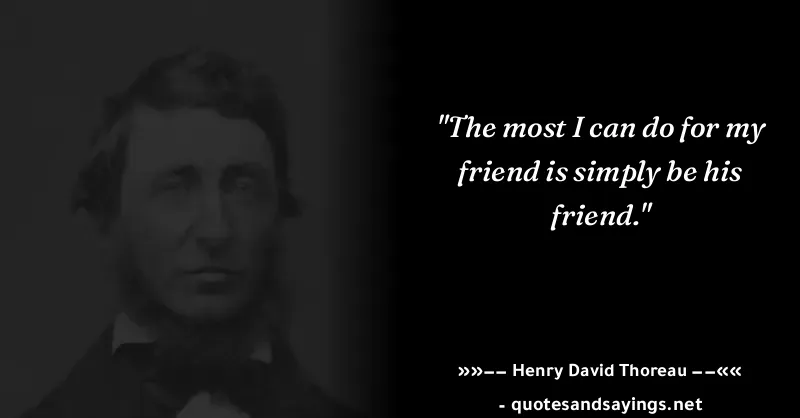 "The most I can do for my
friend is simply be his
friend."
»»−− Henry David Thoreau −−««
- quotesandsayings.net